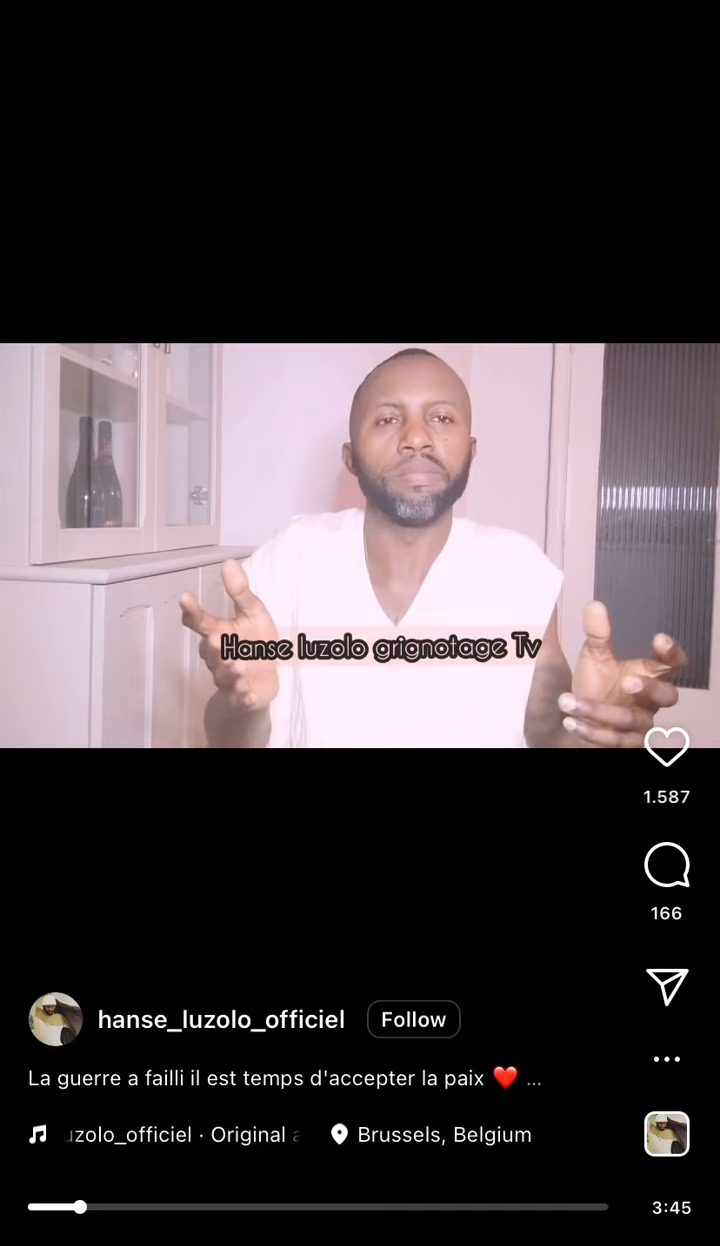 Hanse luzolo grignotage Tv
1.587
166
hanse_luzolo_officiel
Follow
La guerre a failli il est temps d'accepter la paix ❤️ ...
uzolo_officiel · Original
Brussels, Belgium
3:45